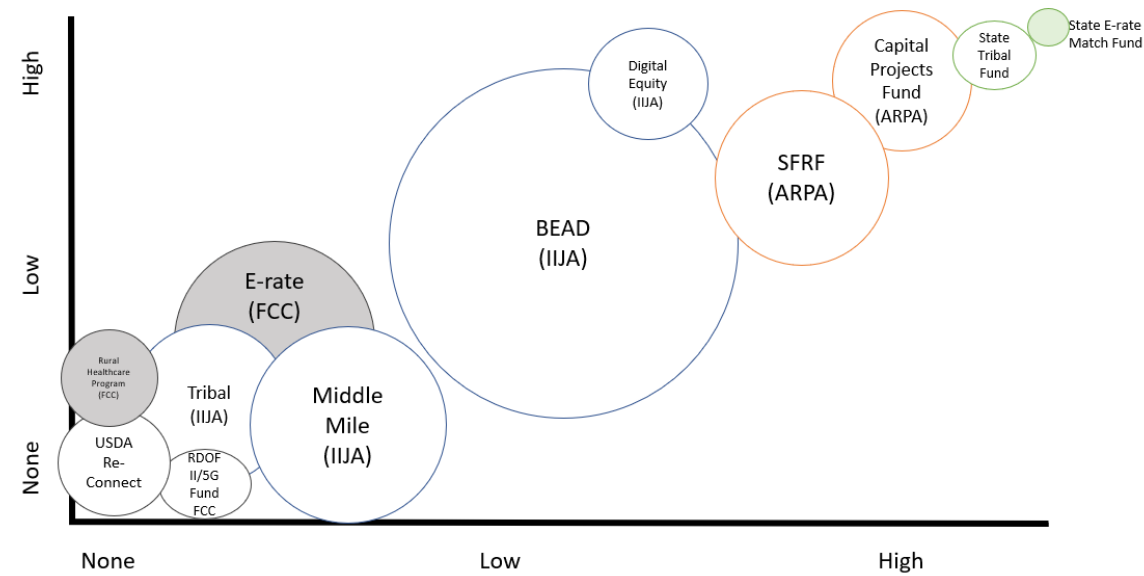 High
Low
None
State E-rate
Match Fund
State
Tribal
Fund
Capital
Projects
Fund
(ARPA)
Digital
Equity
(IIJA)
SFRF
(ARPA)
BEAD
(IIJA)
E-rate
(FCC)
Rural
Healthcare
Program
(FCC)
Tribal
(IIJA)
Middle
Mile
(IIJA)
USDA
Re-
Connect
RDOF
II/5G
Fund
FCC
None
Low
High